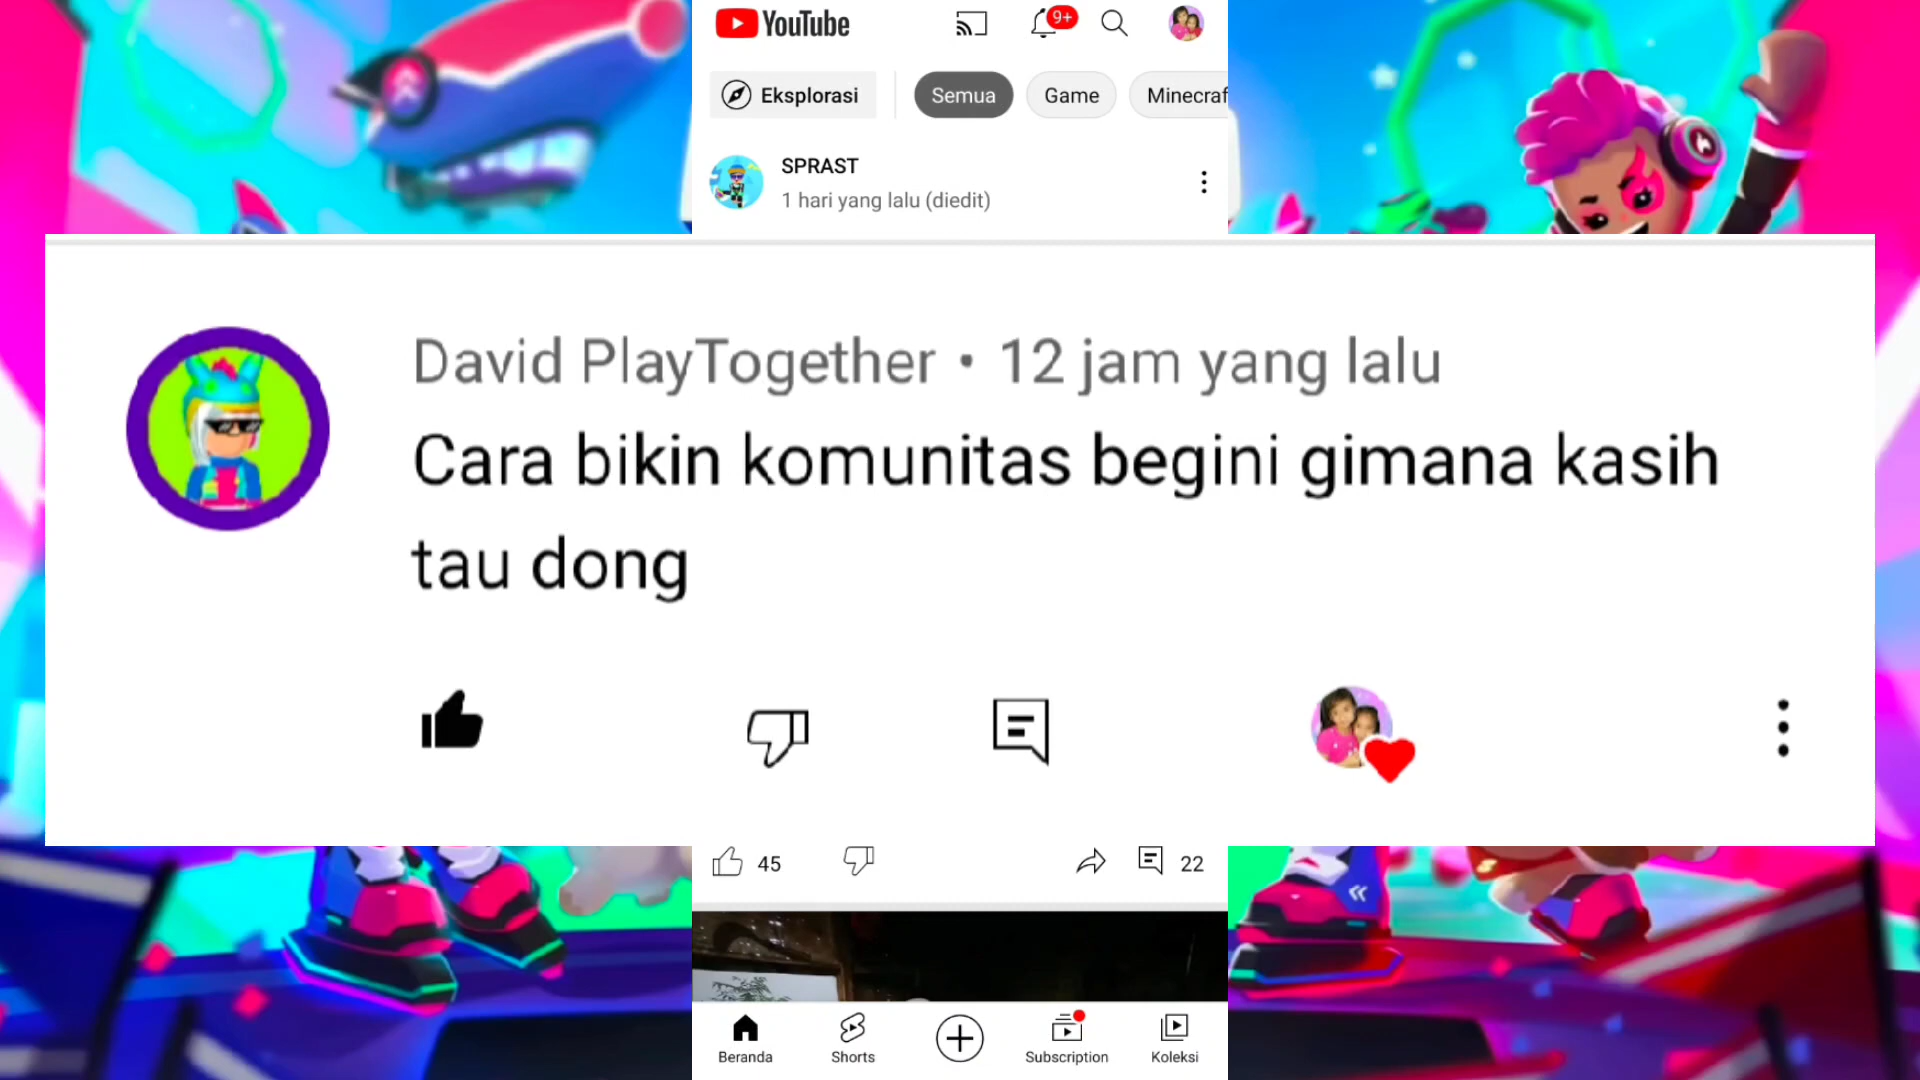 YouTube
9+
Eksplorasi
Semua
Game
Minecraf
SPRAST
1 hari yang lalu (diedit)
David PlayTogether • 12 jam yang lalu
Cara bikin komunitas begini gimana kasih
tau dong
45
22
Beranda
Shorts
Subscription
Koleksi